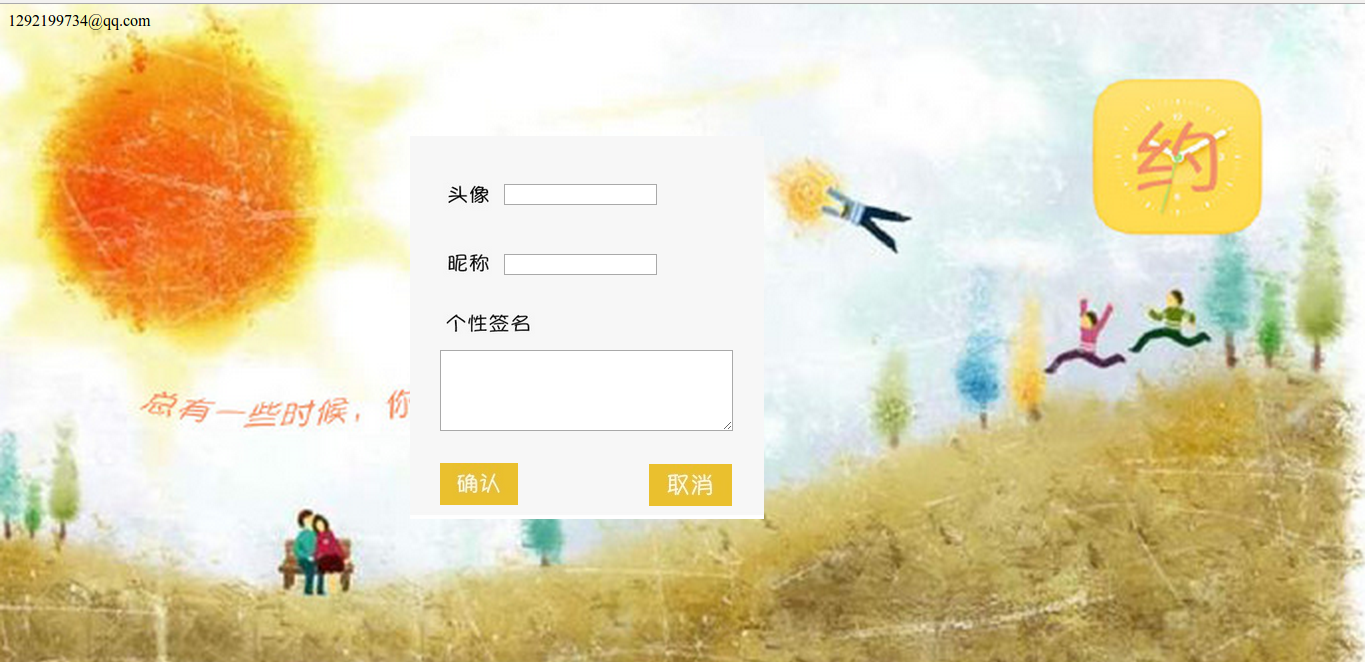 1292199734@qq.com
约
头像
昵称
个性签名
总有一些时候，你
确认
取消